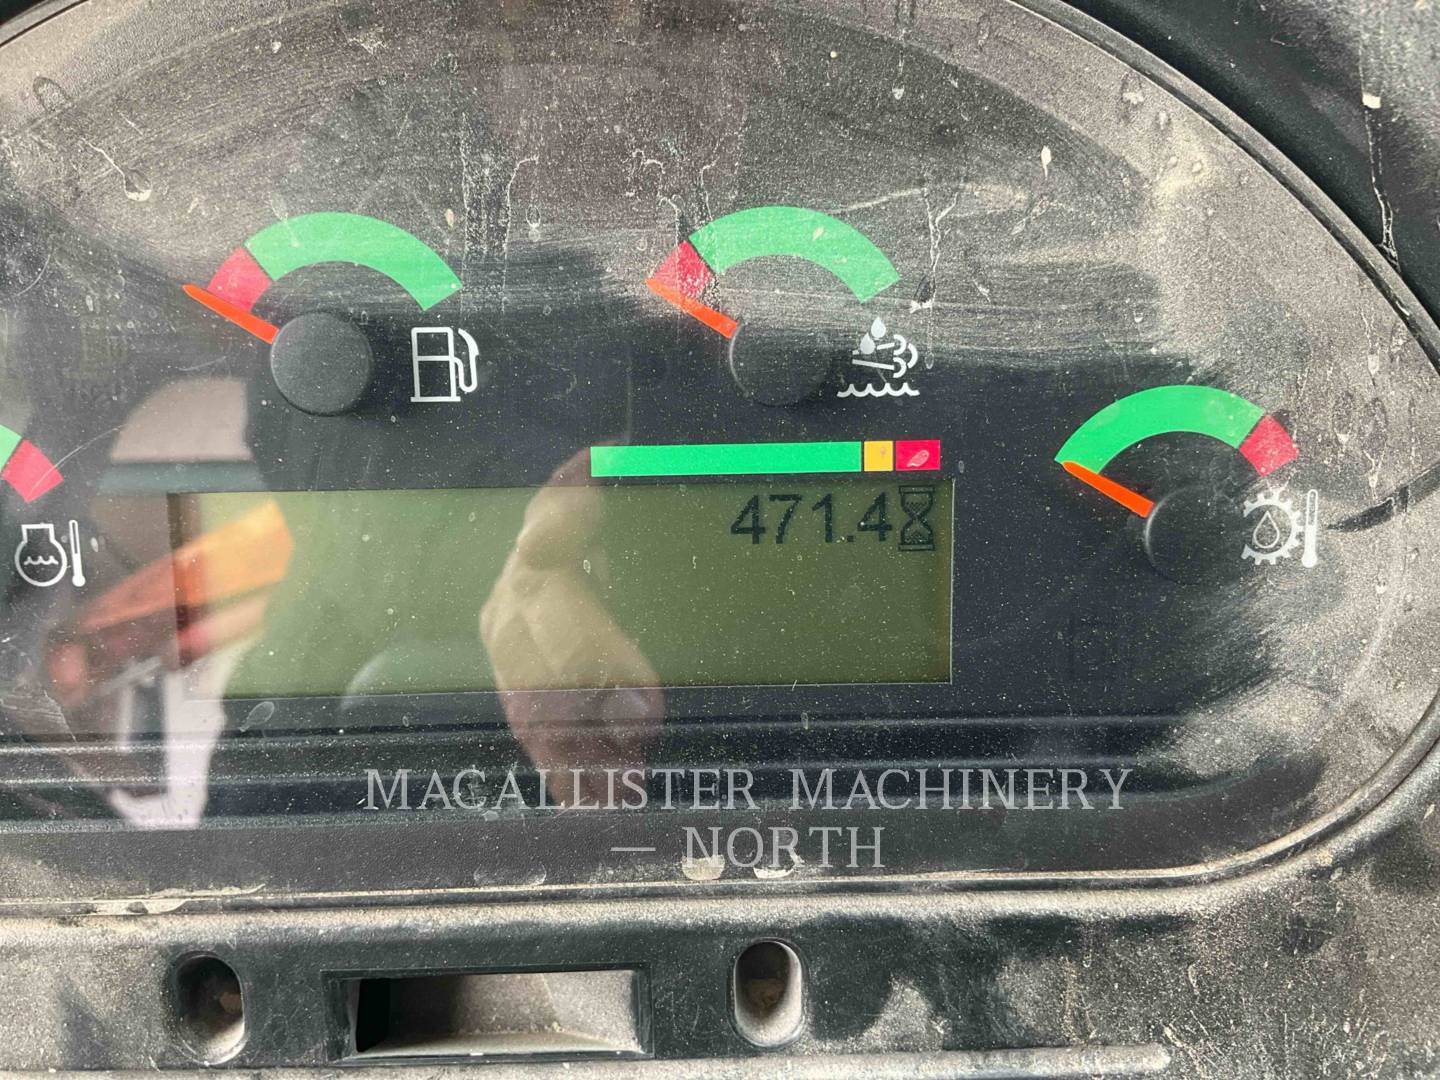 471.4
MACALLISTER MACHINERY
— NORTH